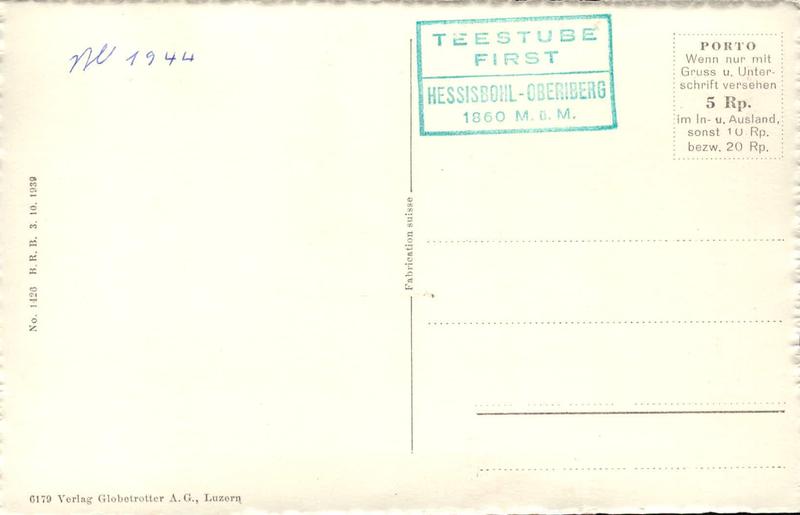 1944
TEESTUBE
FIRST
HESSISBOHL-OBERIBERG
1860 M.ü.M.
PORTO
Wenn nur mit
Gruss u. Unter-
schrift versehen
5 Rp.
im In- u. Ausland,
sonst 10 Rp.
bezw. 20 Rp.
No. 1426 B.R.B. 3. 10. 1939
Fabrication suisse
6179 Verlag Globetrotter A.G., Luzern